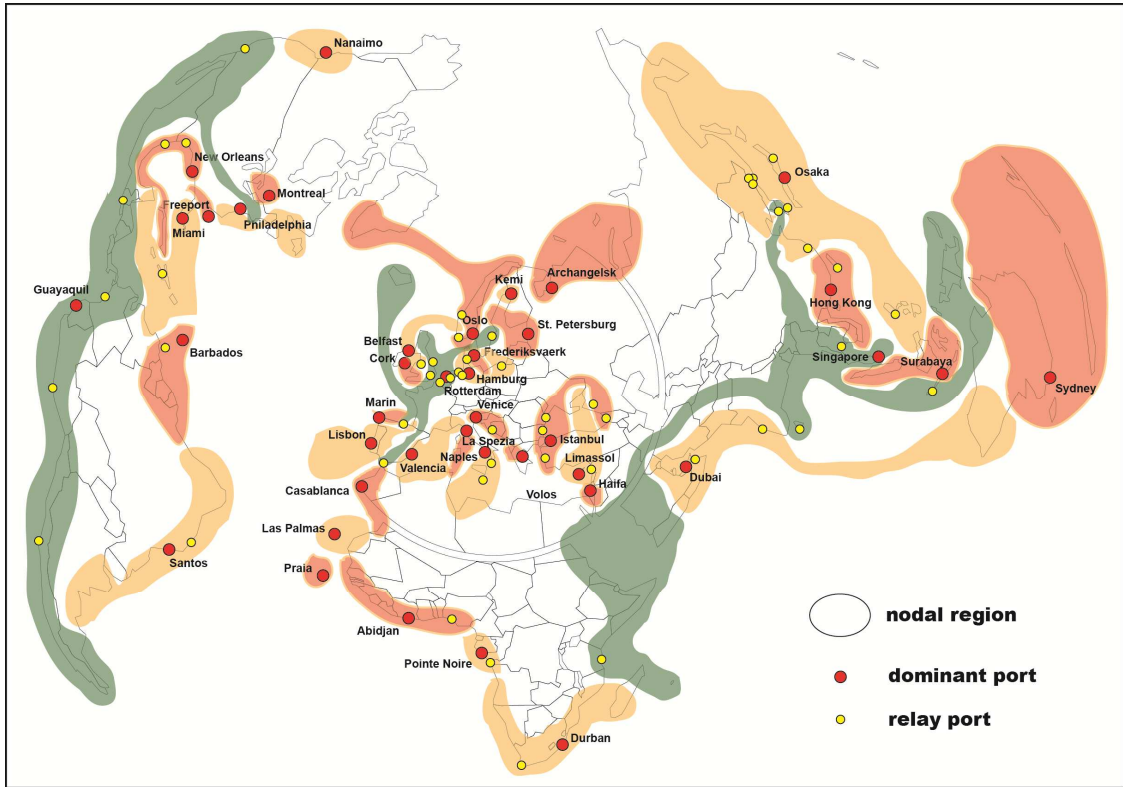 Nanaimo
New Orleans
Montreal
Freeport
Miami
Philadelphia
Osaka
Guayaquil
Archangelsk
Kemi
Hong Kong
Oslo
St. Petersburg
Belfast
Cork
Frederiksvaerk
Barbados
Singapore
Surabaya
Hamburg
Rotterdam
Sydney
Marin
Venice
Lisbon
La Spezia
Istanbul
Naples
Valencia
Limassol
Dubai
Casablanca
Haifa
Volos
Las Palmas
Santos
Praia
Abidjan
Pointe Noire
Durban
nodal region
dominant port
relay port